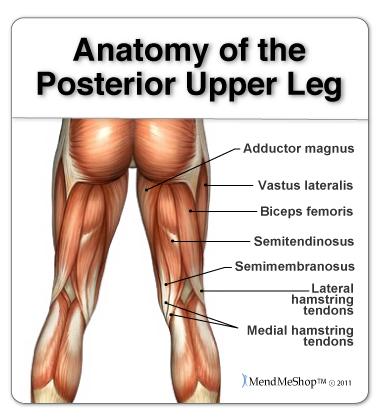 Anatomy of the
Posterior Upper Leg
Adductor magnus
Vastus lateralis
Biceps femoris
Semitendinosus
Semimembranosus
Lateral
hamstring
tendons
Medial hamstring
tendons
MendMeShop™ © 2011